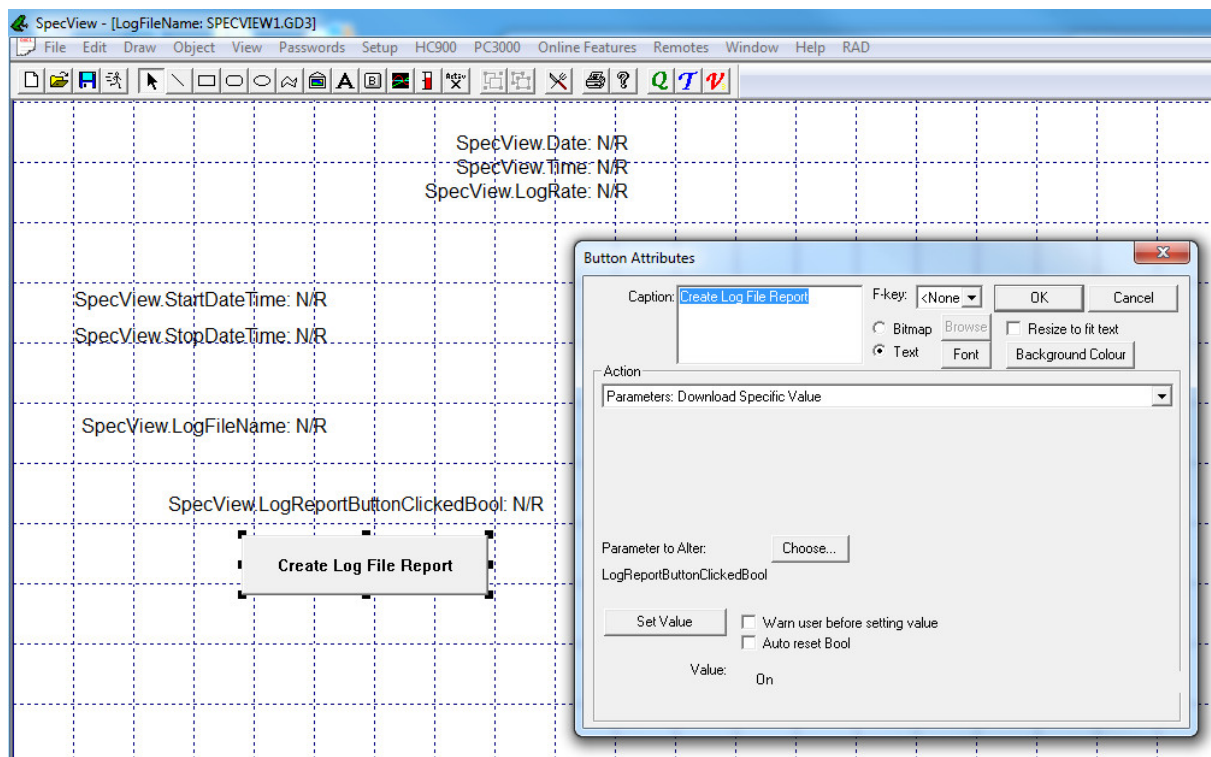 SpecView - [LogFileName: SPECVIEW1.GD3]
File Edit Draw Object View Passwords Setup HC900 PC3000 Online Features Remotes Window Help RAD
A B Activ X ? Q T V
SpecView.Date: N/R
SpecView.Time: N/R
SpecView.LogRate: N/R
SpecView.StartDateTime: N/R
SpecView.StopDateTime: N/R
SpecView.LogFileName: N/R
SpecView.LogReportButtonClickedBool: N/R
Create Log File Report
Button Attributes
Caption: Create Log File Report F-key: <None OK Cancel
Bitmap Browse Resize to fit text
Text Font Background Colour
Action
Parameters: Download Specific Value
Parameter to Alter: Choose...
LogReportButtonClickedBool
Set Value Warn user before setting value
Auto reset Bool
Value: On